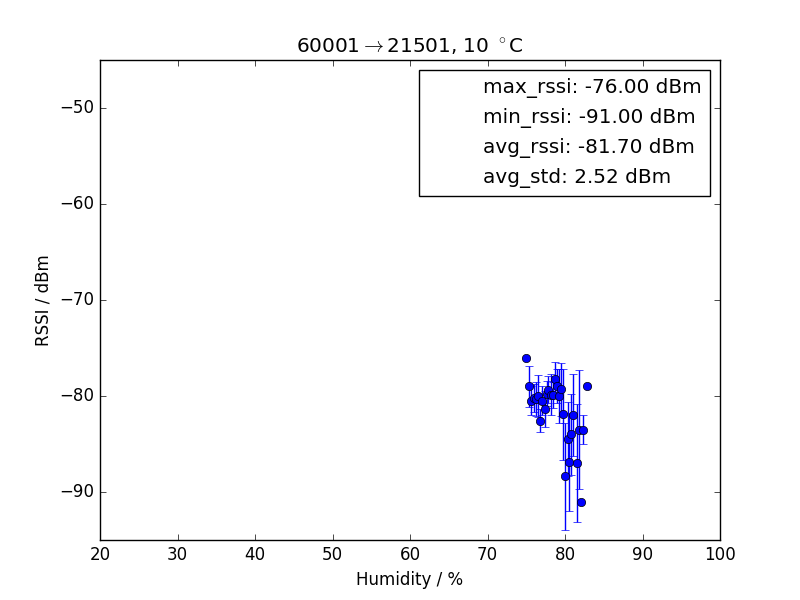 60001→21501, 10 °C
max_rssi: -76.00 dBm
min_rssi: -91.00 dBm
avg_rssi: -81.70 dBm
avg_std: 2.52 dBm
RSSI / dBm
−50
−60
−70
−80
−90
20 30 40 50 60 70 80 90 100
Humidity / %